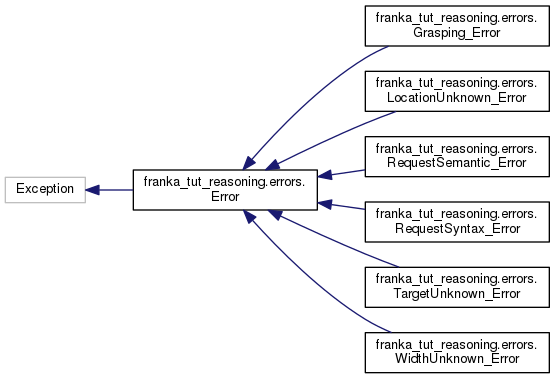 franka_tut_reasoning.errors.
Grasping_Error
franka_tut_reasoning.errors.
LocationUnknown_Error
franka_tut_reasoning.errors.
RequestSemantic_Error
Exception
franka_tut_reasoning.errors.
Error
franka_tut_reasoning.errors.
RequestSyntax_Error
franka_tut_reasoning.errors.
TargetUnknown_Error
franka_tut_reasoning.errors.
WidthUnknown_Error